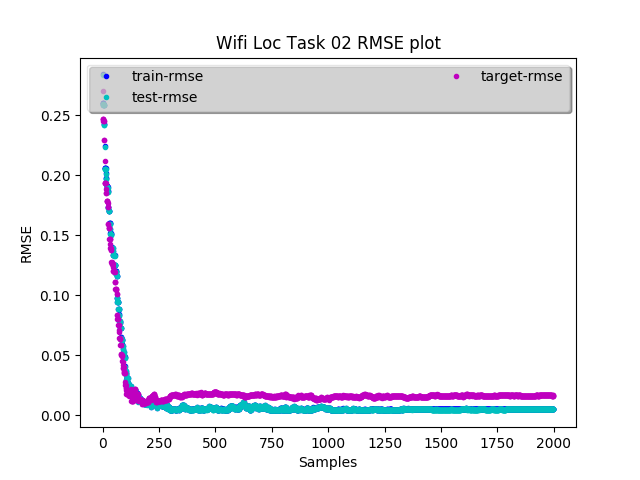 Wifi Loc Task 02 RMSE plot
train-rmse
test-rmse
target-rmse
RMSE
0.25
0.20
0.15
0.10
0.05
0.00
0 250 500 750 1000 1250 1500 1750 2000
Samples